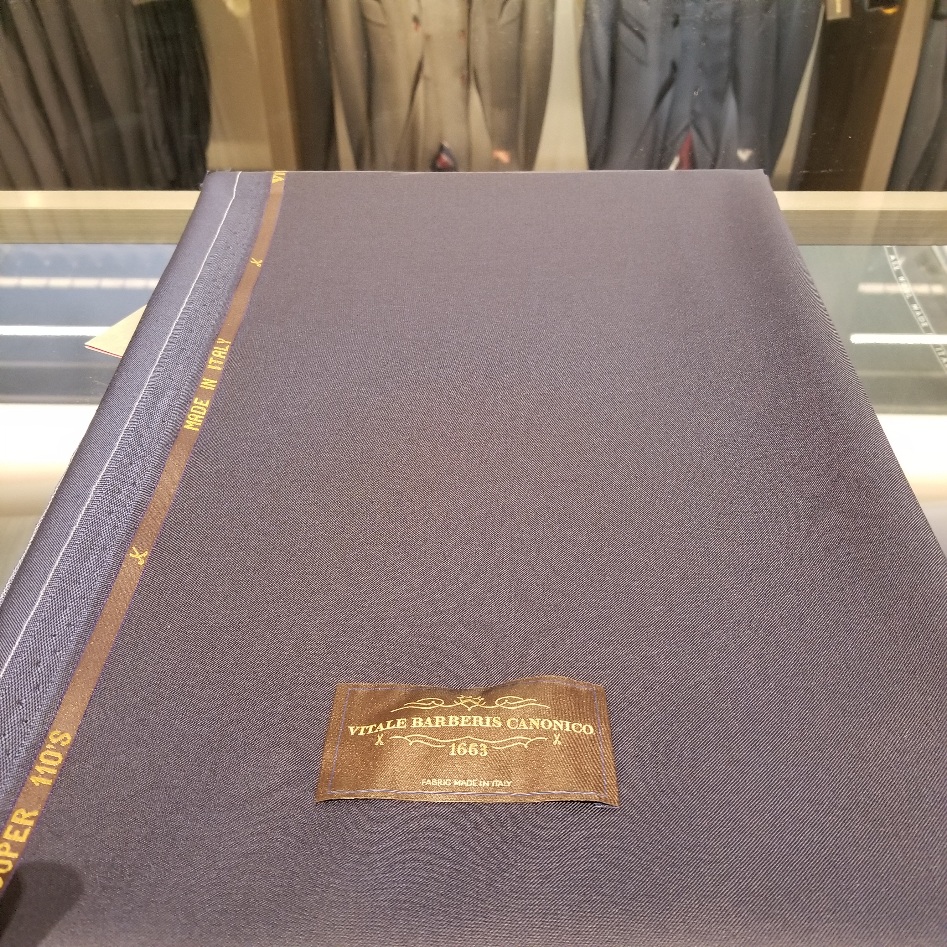 VITALE BARBERIS CANONICO
1663
FABRIC MADE IN ITALY
SUPER 110'S
MADE IN ITALY